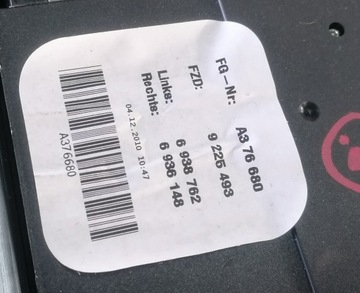 FG-Nr: A3 76 680
FZD: 9 225 493
Links: 6 938 762
Rechts: 6 936 148
04.12.2010 10:47
A376680